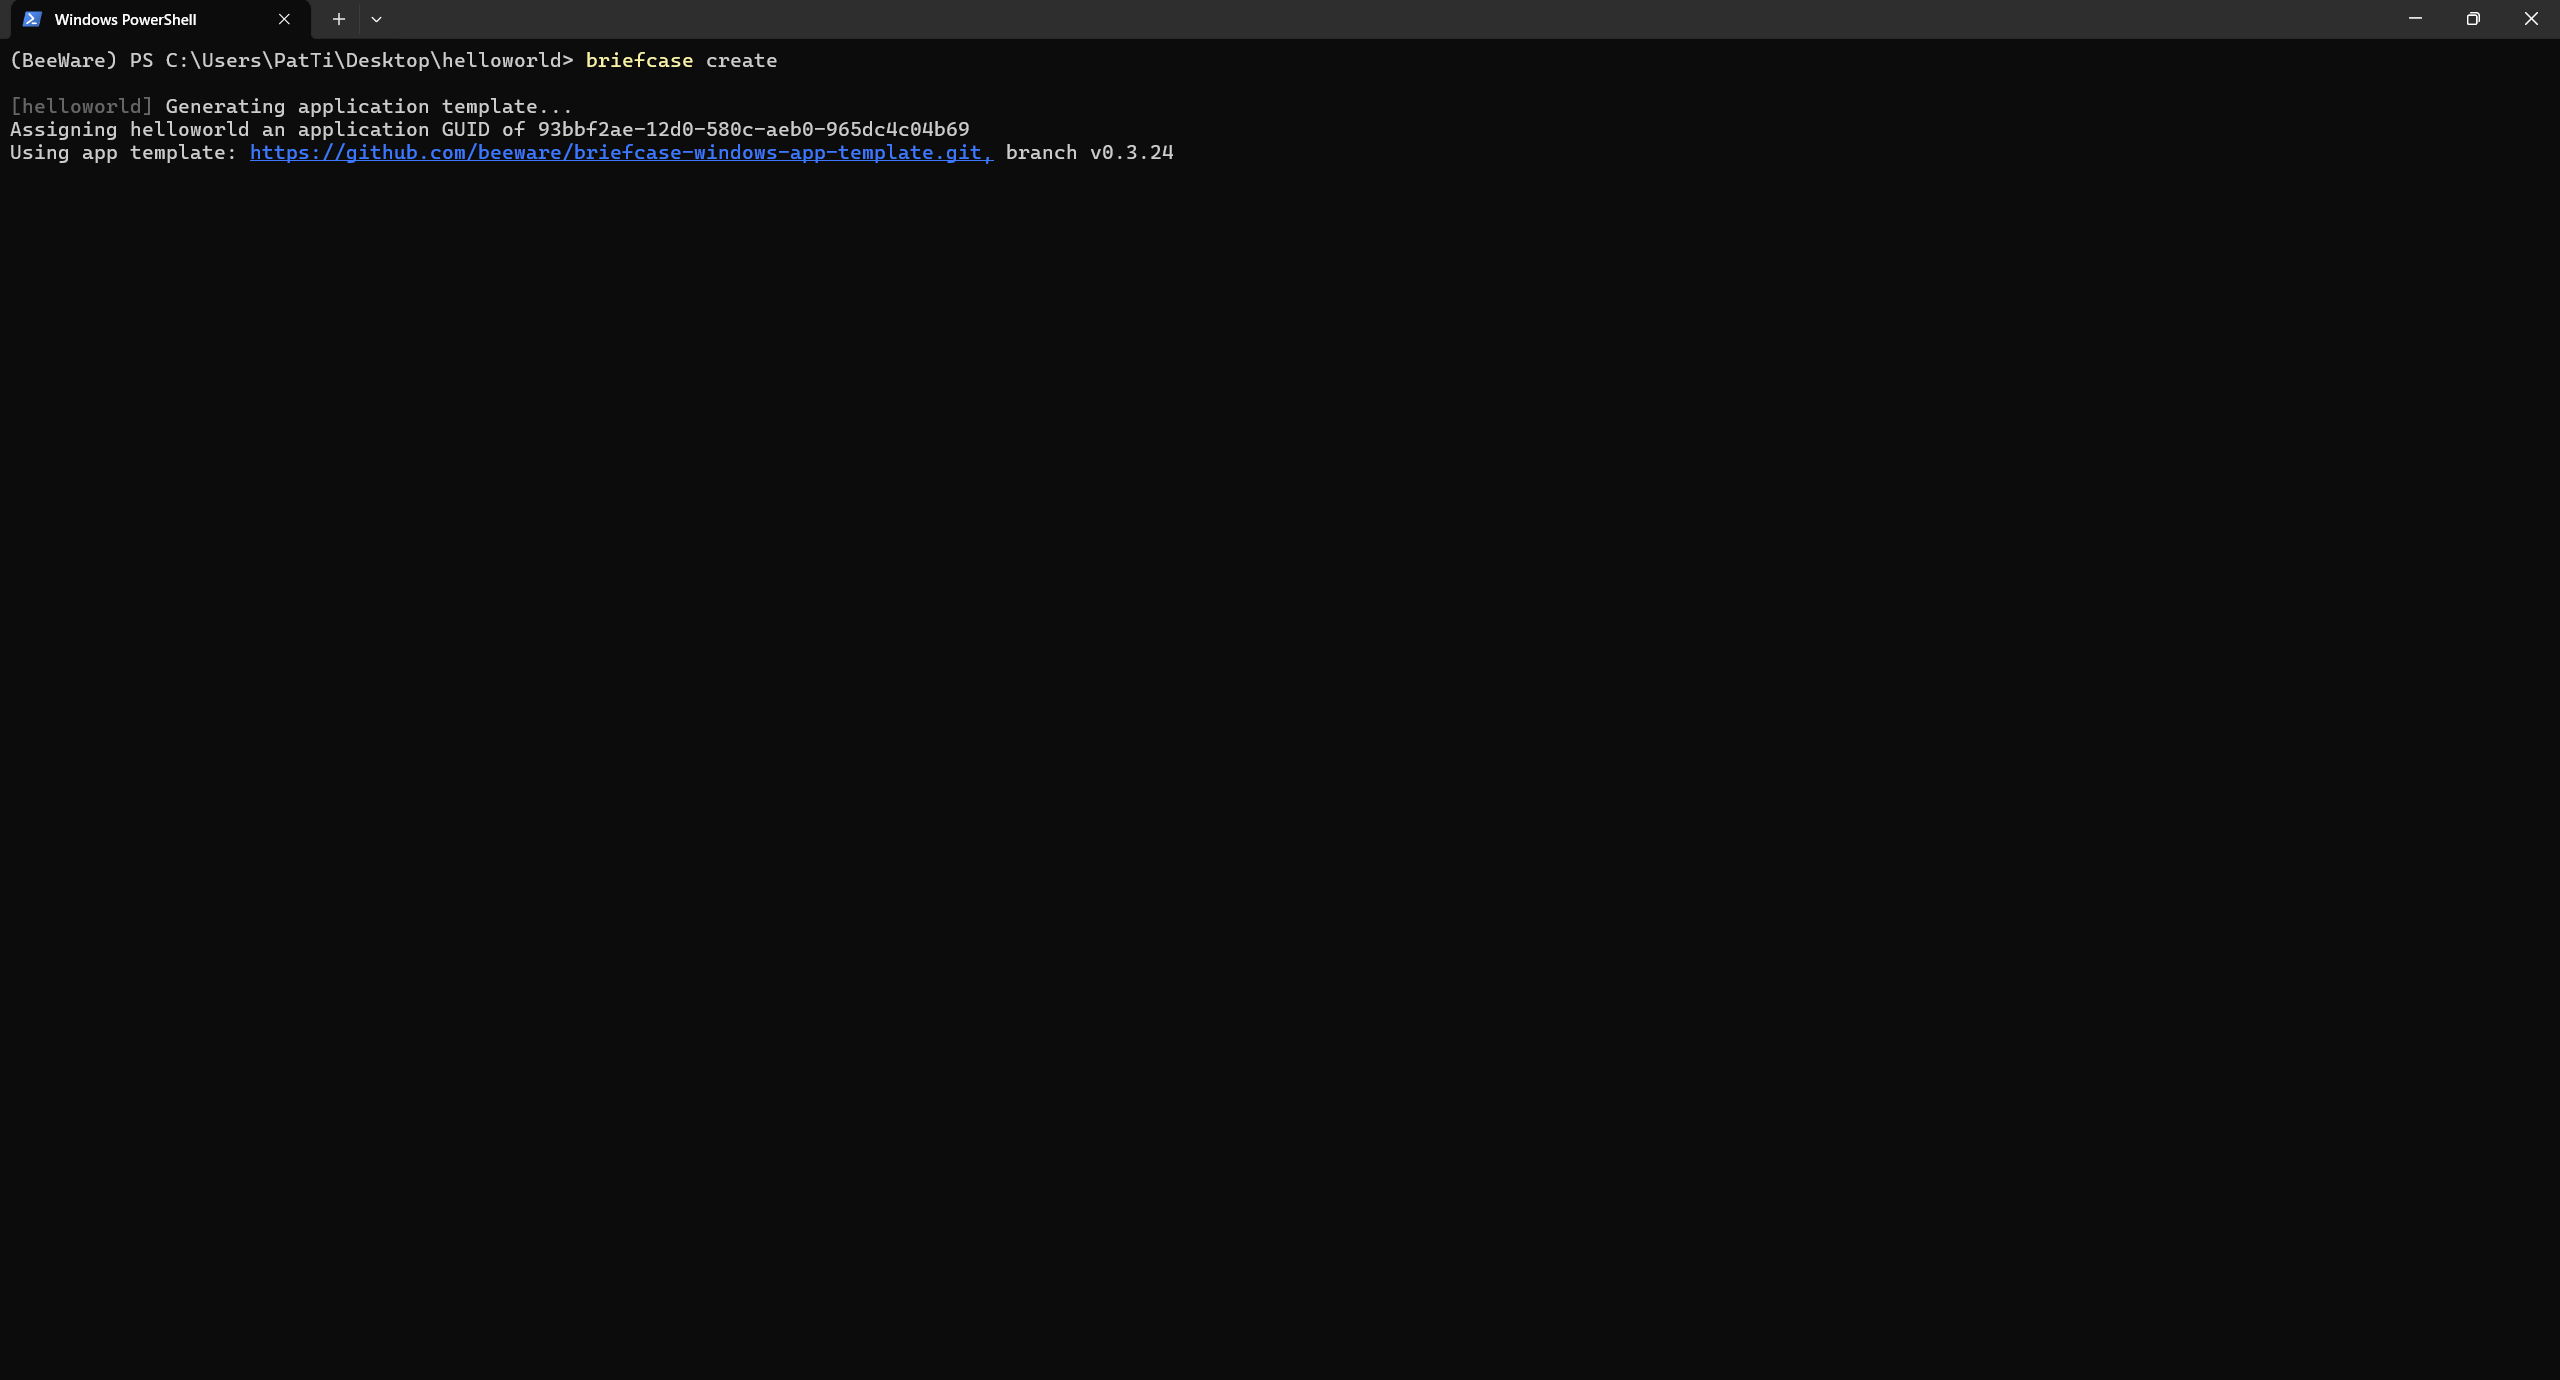 Windows PowerShell
(BeeWare) PS C:\Users\PatTi\Desktop\helloworld> briefcase create
[helloworld] Generating application template...
Assigning helloworld an application GUID of 93bbf2ae-12d0-580c-aeb0-965dc4c04b69
Using app template: https://github.com/beeware/briefcase-windows-app-template.git, branch v0.3.24